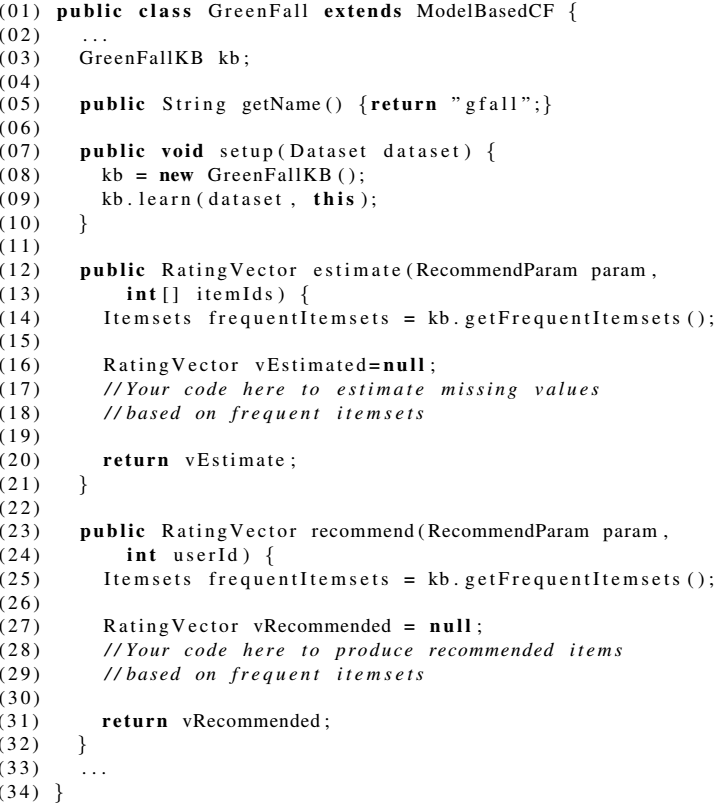 (01) public class GreenFall extends ModelBasedCF {
(02) ...
(03) GreenFallKB kb;
(04)
(05) public String getName() {return "gfall";}
(06)
(07) public void setup(Dataset dataset) {
(08) kb = new GreenFallKB();
(09) kb.learn(dataset, this);
(10) }
(11)
(12) public RatingVector estimate(RecommendParam param,
(13) int[] itemIds) {
(14) Itemsets frequentItemsets = kb.getFrequentItemsets();
(15)
(16) RatingVector vEstimated=null;
(17) //Your code here to estimate missing values
(18) //based on frequent itemsets
(19)
(20) return vEstimate;
(21) }
(22)
(23) public RatingVector recommend(RecommendParam param,
(24) int userId) {
(25) Itemsets frequentItemsets = kb.getFrequentItemsets();
(26)
(27) RatingVector vRecommended = null;
(28) //Your code here to produce recommended items
(29) //based on frequent itemsets
(30)
(31) return vRecommended;
(32) }
(33) ...
(34) }